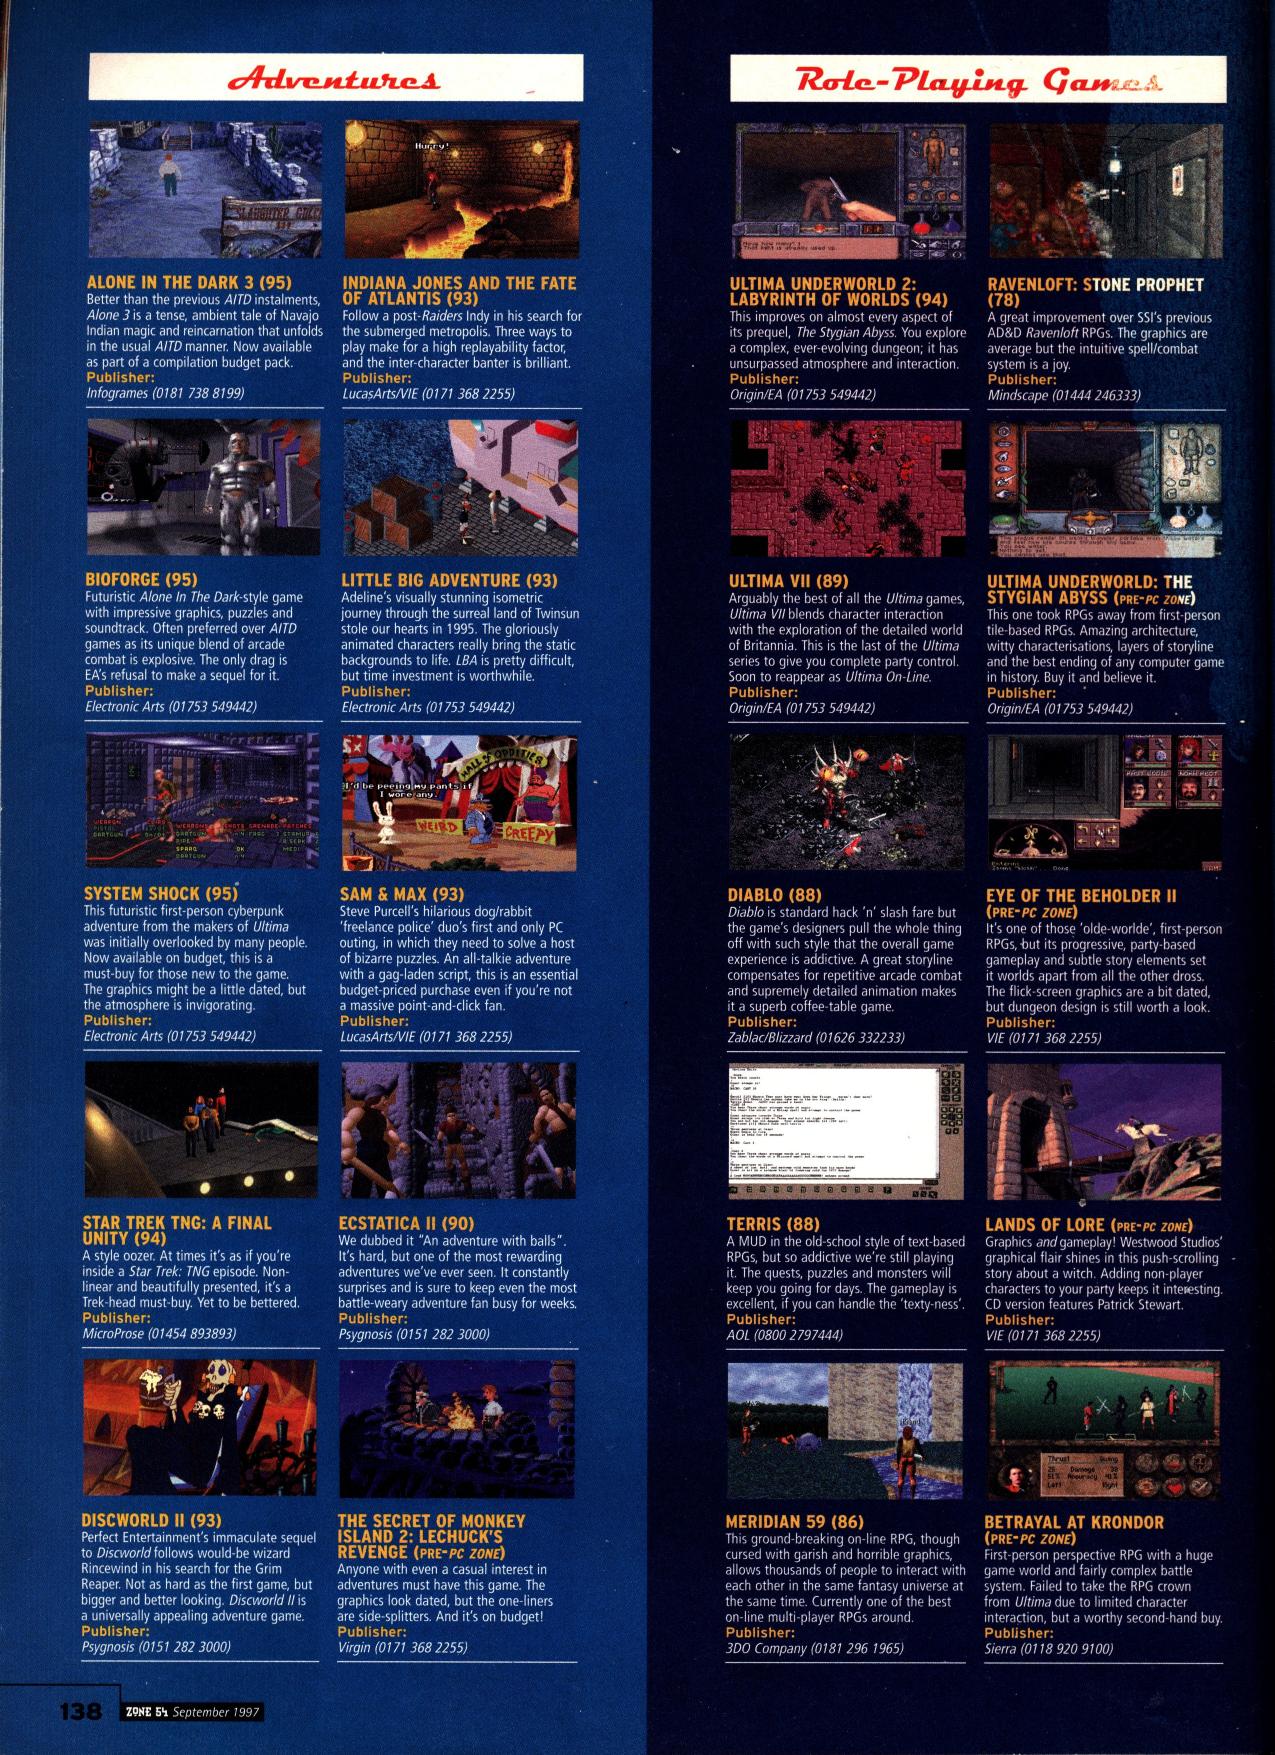 Adventures
ALONE IN THE DARK 3 (95)
Better than the previous AITD instalments,
Alone 3 is a tense, ambient tale of Navajo
Indian magic and reincarnation that unfolds
in the usual AITD manner. Now available
as part of a compilation budget pack.
Publisher:
Infogrames (0181 738 8199)
Hurry!
INDIANA JONES AND THE FATE
OF ATLANTIS (93)
Follow a post-Raiders Indy in his search for
the submerged metropolis. Three ways to
play make for a high replayability factor,
and the inter-character banter is brilliant.
Publisher:
LucasArts/VIE (0171 368 2255)
BIOFORGE (95)
Futuristic Alone In The Dark-style game
with impressive graphics, puzzles and
soundtrack. Often preferred over AITD
games as its unique blend of arcade
combat is explosive. The only drag is
EA's refusal to make a sequel for it.
Publisher:
Electronic Arts (01753 549442)
LITTLE BIG ADVENTURE (93)
Adeline's visually stunning isometric
journey through the surreal land of Twinsun
stole our hearts in 1995. The gloriously
animated characters really bring the static
backgrounds to life. LBA is pretty difficult,
but time investment is worthwhile.
Publisher:
Electronic Arts (01753 549442)
SYSTEM SHOCK (95)
This futuristic first-person cyberpunk
adventure from the makers of Ultima
was initially overlooked by many people.
Now available on budget, this is a
must-buy for those new to the game.
The graphics might be a little dated, but
the atmosphere is invigorating.
Publisher:
Electronic Arts (01753 549442)
HALL OF ODDITIES
I'd be peeing my pants if
I wore any.
WEIRD
CREEPY
SAM & MAX (93)
Steve Purcell's hilarious dog/rabbit
'freelance police' duo's first and only PC
outing, in which they need to solve a host
of bizarre puzzles. An all-talkie adventure
with a gag-laden script, this is an essential
budget-priced purchase even if you're not
a massive point-and-click fan.
Publisher:
LucasArts/VIE (0171 368 2255)
STAR TREK TNG: A FINAL
UNITY (94)
A style oozer. At times it's as if you're
inside a Star Trek: TNG episode. Non-
linear and beautifully presented, it's a
Trek-head must-buy. Yet to be bettered.
Publisher:
MicroProse (01454 893893)
ECSTATICA II (90)
We dubbed it "An adventure with balls".
It's hard, but one of the most rewarding
adventures we've ever seen. It constantly
surprises and is sure to keep even the most
battle-weary adventure fan busy for weeks.
Publisher:
Psygnosis (0151 282 3000)
DISCWORLD II (93)
Perfect Entertainment's immaculate sequel
to Discworld follows would-be wizard
Rincewind in his search for the Grim
Reaper. Not as hard as the first game, but
bigger and better looking. Discworld II is
a universally appealing adventure game.
Publisher:
Psygnosis (0151 282 3000)
THE SECRET OF MONKEY
ISLAND 2: LECHUCK'S
REVENGE (PRE-PC ZONE)
Anyone with even a casual interest in
adventures must have this game. The
graphics look dated, but the one-liners
are side-splitters. And it's on budget!
Publisher:
Virgin (0171 368 2255)
Role-Playing Games
ULTIMA UNDERWORLD 2:
LABYRINTH OF WORLDS (94)
This improves on almost every aspect of
its prequel, The Stygian Abyss. You explore
a complex, ever-evolving dungeon; it has
unsurpassed atmosphere and interaction.
Publisher:
Origin/EA (01753 549442)
RAVENLOFT: STONE PROPHET
(78)
A great improvement over SSI's previous
AD&D Ravenloft RPGs. The graphics are
average but the intuitive spell/combat
system is a joy.
Publisher:
Mindscape (01444 246333)
ULTIMA VII (89)
Arguably the best of all the Ultima games,
Ultima VII blends character interaction
with the exploration of the detailed world
of Britannia. This is the last of the Ultima
series to give you complete party control.
Soon to reappear as Ultima On-Line.
Publisher:
Origin/EA (01753 549442)
ULTIMA UNDERWORLD: THE
STYGIAN ABYSS (PRE-PC ZONE)
This one took RPGs away from first-person
tile-based RPGs. Amazing architecture,
witty characterisations, layers of storyline
and the best ending of any computer game
in history. Buy it and believe it.
Publisher:
Origin/EA (01753 549442)
DIABLO (88)
Diablo is standard hack 'n' slash fare but
the game's designers pull the whole thing
off with such style that the overall game
experience is addictive. A great storyline
compensates for repetitive arcade combat
and supremely detailed animation makes
it a superb coffee-table game.
Publisher:
Zablac/Blizzard (01626 332233)
EYE OF THE BEHOLDER II
(PRE-PC ZONE)
It's one of those 'olde-worlde', first-person
RPGs, but its progressive, party-based
gameplay and subtle story elements set
it worlds apart from all the other dross.
The flick-screen graphics are a bit dated,
but dungeon design is still worth a look.
Publisher:
VIE (0171 368 2255)
TERRIS (88)
A MUD in the old-school style of text-based
RPGs, but so addictive we're still playing
it. The quests, puzzles and monsters will
keep you going for days. The gameplay is
excellent, if you can handle the 'texty-ness'.
Publisher:
AOL (0800 2797444)
LANDS OF LORE (PRE-PC ZONE)
Graphics and gameplay! Westwood Studios'
graphical flair shines in this push-scrolling
story about a witch. Adding non-player
characters to your party keeps it interesting.
CD version features Patrick Stewart.
Publisher:
VIE (0171 368 2255)
MERIDIAN 59 (86)
This ground-breaking on-line RPG, though
cursed with garish and horrible graphics,
allows thousands of people to interact with
each other in the same fantasy universe at
the same time. Currently one of the best
on-line multi-player RPGs around.
Publisher:
3DO Company (0181 296 1965)
Thrust Swing
Damage
Accuracy
Left Right
BETRAYAL AT KRONDOR
(PRE-PC ZONE)
First-person perspective RPG with a huge
game world and fairly complex battle
system. Failed to take the RPG crown
from Ultima due to limited character
interaction, but a worthy second-hand buy.
Publisher:
Sierra (0118 920 9100)
138
ZONE 54 September 1997